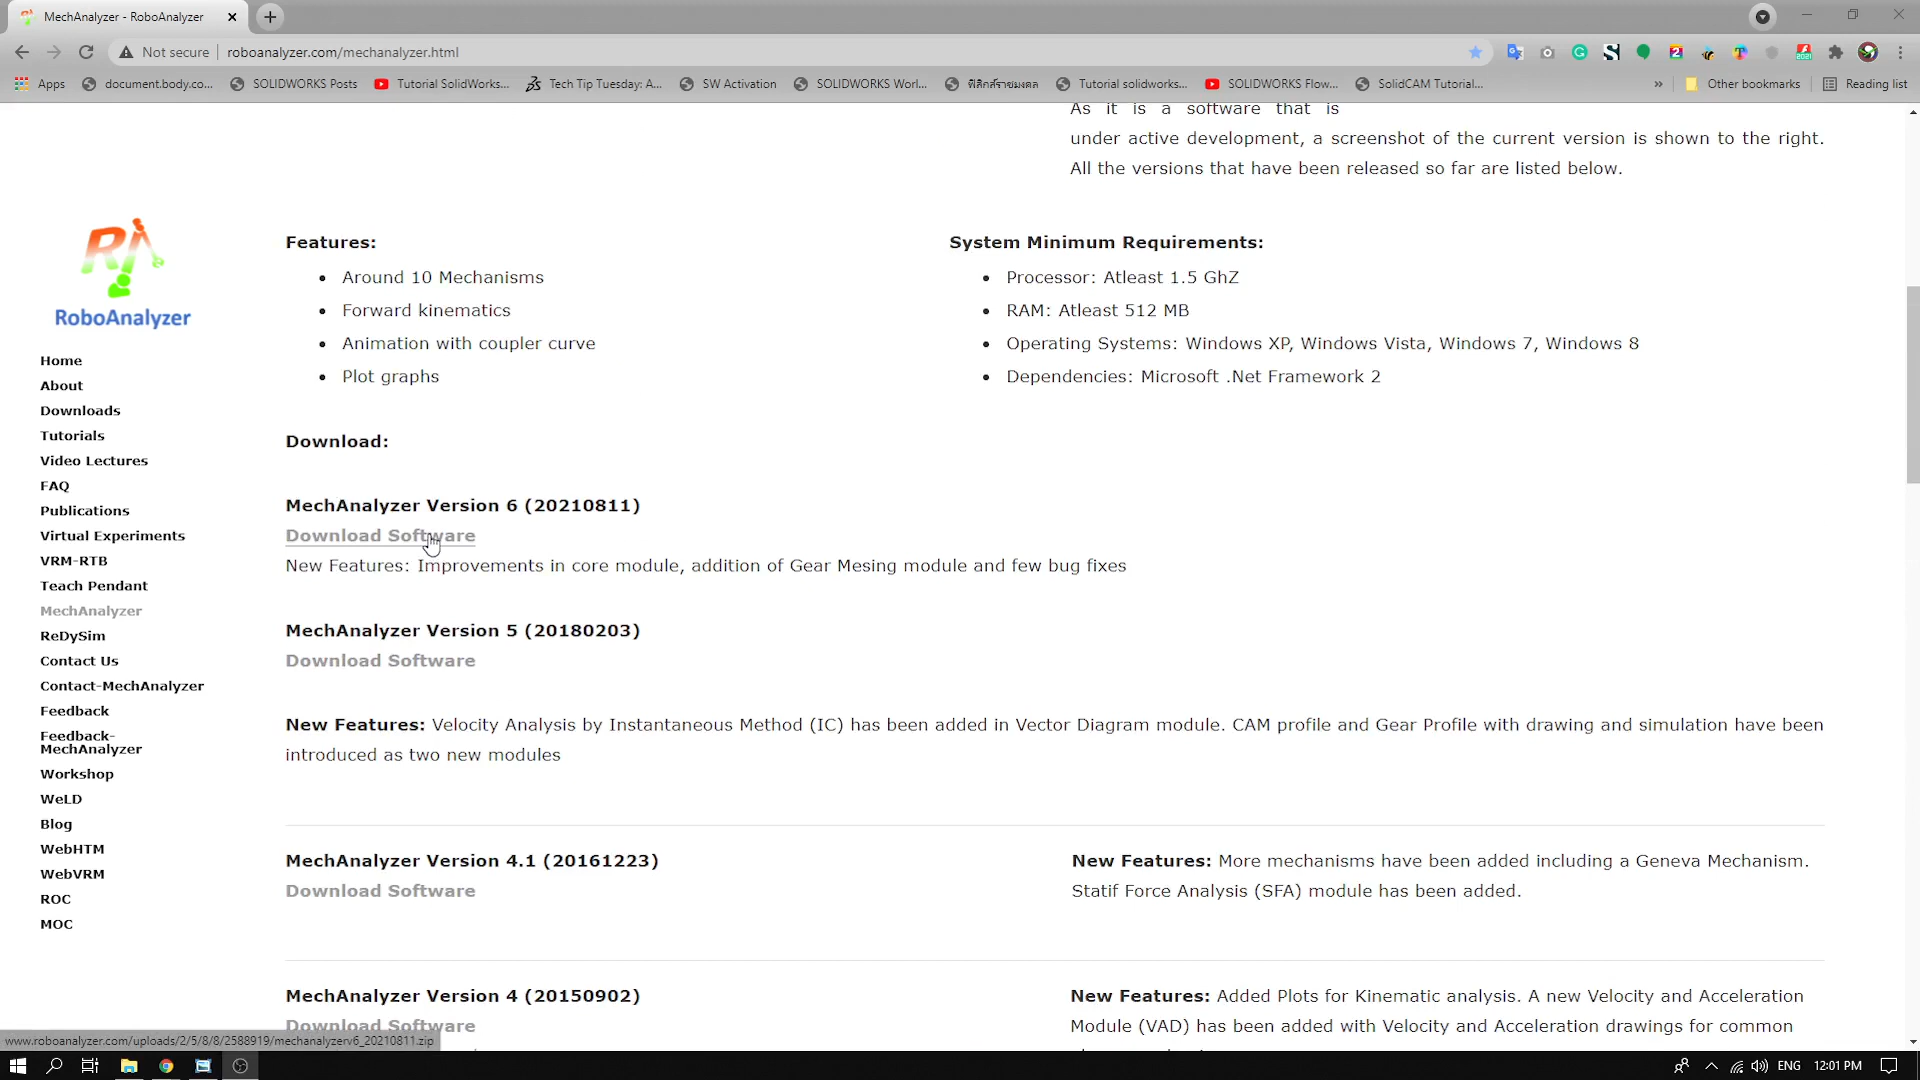 MechAnalyzer - RoboAnalyzer
Not secure
roboanalyzer.com/mechanalyzer.html
Apps
document.body.co...
SOLIDWORKS Posts
Tutorial SolidWorks...
Tech Tip Tuesday: A...
SW Activation
SOLIDWORKS Worl...
ฟิสิกส์ราชมงคล
Tutorial solidworks...
SOLIDWORKS Flow...
SolidCAM Tutorial...
»
Other bookmarks
Reading list
As it is a software that is
under active development, a screenshot of the current version is shown to the right.
All the versions that have been released so far are listed below.
RoboAnalyzer
Home
About
Downloads
Tutorials
Video Lectures
FAQ
Publications
Virtual Experiments
VRM-RTB
Teach Pendant
MechAnalyzer
ReDySim
Contact Us
Contact-MechAnalyzer
Feedback
Feedback-
MechAnalyzer
Workshop
WeLD
Blog
WebHTM
WebVRM
ROC
MOC
Features:
Around 10 Mechanisms
Forward kinematics
Animation with coupler curve
Plot graphs
System Minimum Requirements:
Processor: Atleast 1.5 GhZ
RAM: Atleast 512 MB
Operating Systems: Windows XP, Windows Vista, Windows 7, Windows 8
Dependencies: Microsoft .Net Framework 2
Download:
MechAnalyzer Version 6 (20210811)
Download Software
New Features: Improvements in core module, addition of Gear Mesing module and few bug fixes
MechAnalyzer Version 5 (20180203)
Download Software
New Features: Velocity Analysis by Instantaneous Method (IC) has been added in Vector Diagram module. CAM profile and Gear Profile with drawing and simulation have been
introduced as two new modules
MechAnalyzer Version 4.1 (20161223)
Download Software
New Features: More mechanisms have been added including a Geneva Mechanism.
Statif Force Analysis (SFA) module has been added.
MechAnalyzer Version 4 (20150902)
Download Software
New Features: Added Plots for Kinematic analysis. A new Velocity and Acceleration
Module (VAD) has been added with Velocity and Acceleration drawings for common
www.roboanalyzer.com/uploads/2/5/8/8/2588919/mechanalyzerv6_20210811.zip
ENG
12:01 PM